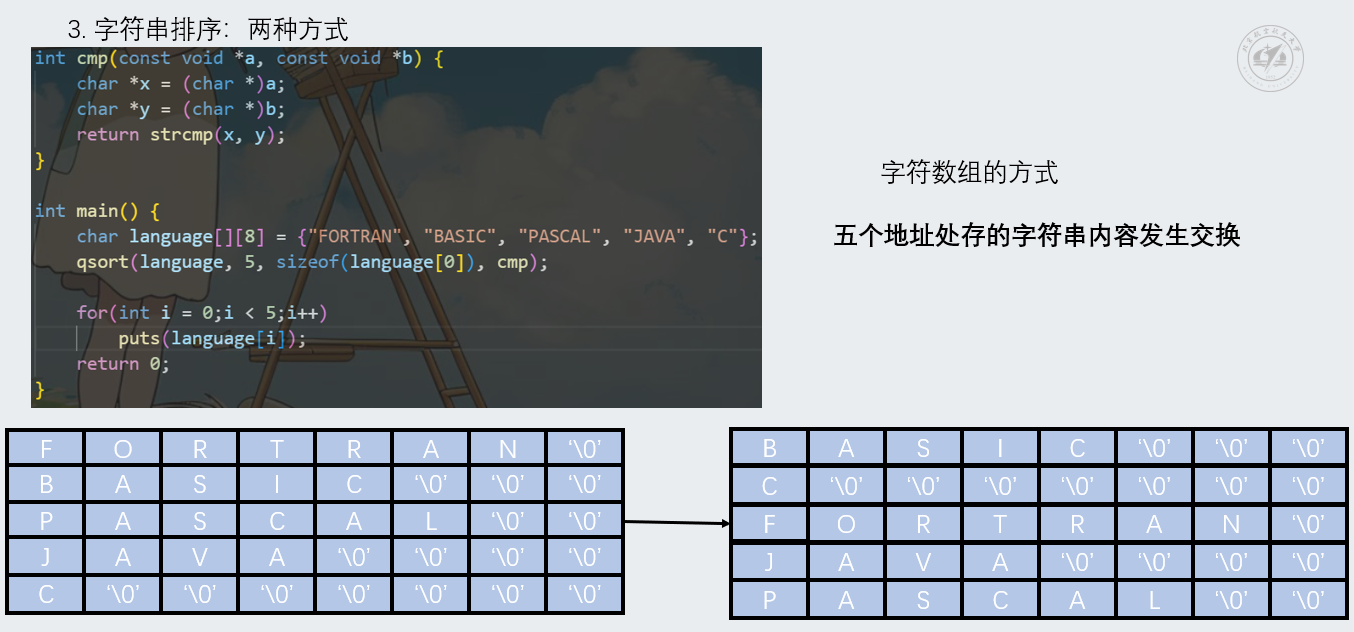 3. 字符串排序：两种方式
int cmp(const void *a, const void *b) {
    char *x = (char *)a;
    char *y = (char *)b;
    return strcmp(x, y);
}
int main() {
    char language[][8] = {"FORTRAN", "BASIC", "PASCAL", "JAVA", "C"};
    qsort(language, 5, sizeof(language[0]), cmp);
    for(int i = 0;i < 5;i++)
        puts(language[i]);
    return 0;
}
字符数组的方式
五个地址处存的字符串内容发生交换
F O R T R A N '\0'
B A S I C '\0' '\0' '\0'
P A S C A L '\0' '\0'
J A V A '\0' '\0' '\0' '\0'
C '\0' '\0' '\0' '\0' '\0' '\0' '\0'
B A S I C '\0' '\0' '\0'
C '\0' '\0' '\0' '\0' '\0' '\0' '\0'
F O R T R A N '\0'
J A V A '\0' '\0' '\0' '\0'
P A S C A L '\0' '\0'